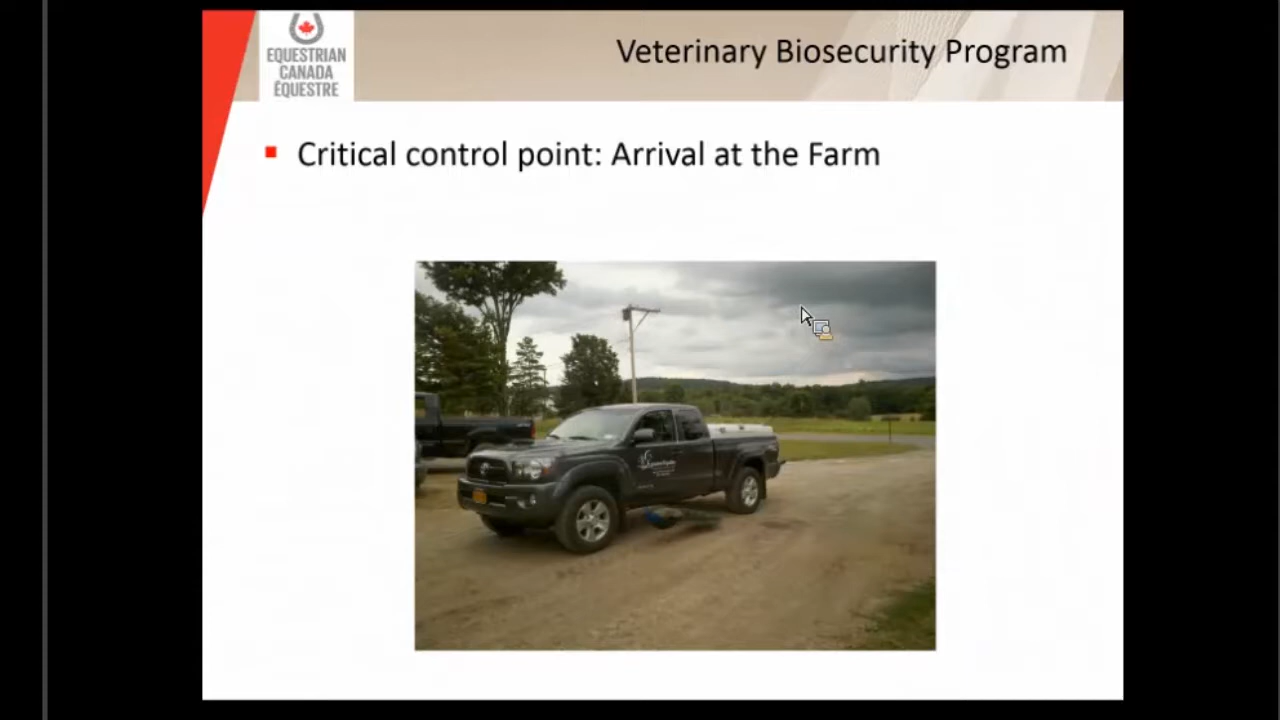 EQUESTRIAN
CANADA
ÉQUESTRE
Veterinary Biosecurity Program
Critical control point: Arrival at the Farm